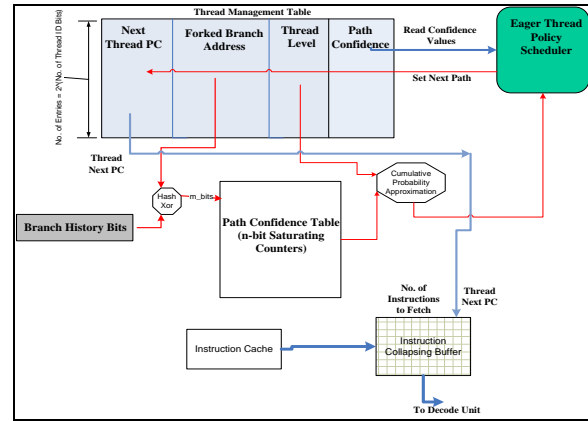 Thread Management Table
Next
Thread PC
Forked Branch
Address
Thread
Level
Path
Confidence
Read Confidence
Values
Eager Thread
Policy
Scheduler
Set Next Path
No. of Entries = 2^(No. of Thread ID Bits)
Thread
Next PC
Hash
Xor
m_bits
Cumulative
Probability
Approximation
Branch History Bits
Path Confidence Table
(n-bit Saturating
Counters)
No. of
Instructions
to Fetch
Thread
Next PC
Instruction Cache
Instruction
Collapsing Buffer
To Decode Unit